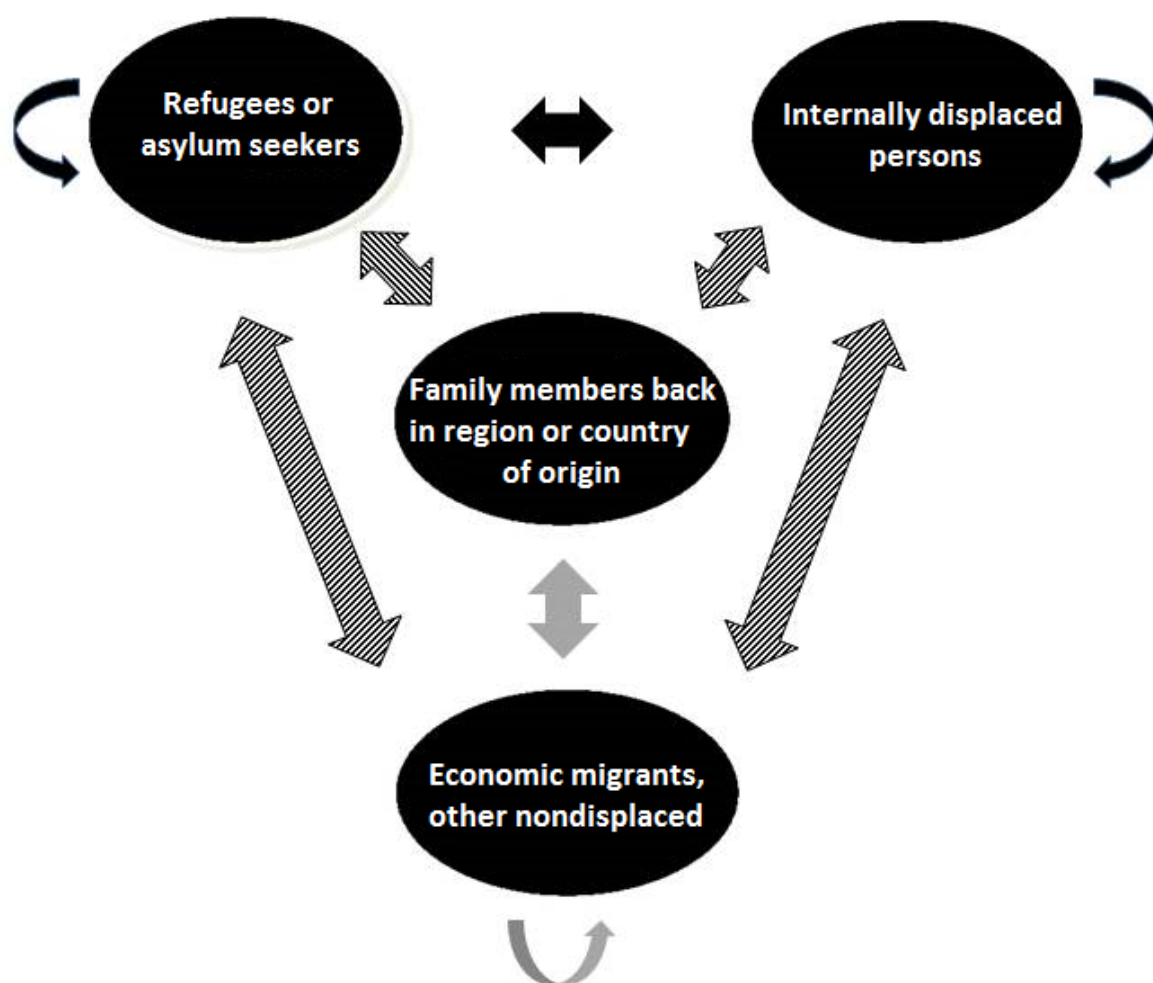 Refugees or
asylum seekers
Internally displaced
persons
Family members back
in region or country
of origin
Economic migrants,
other nondisplaced